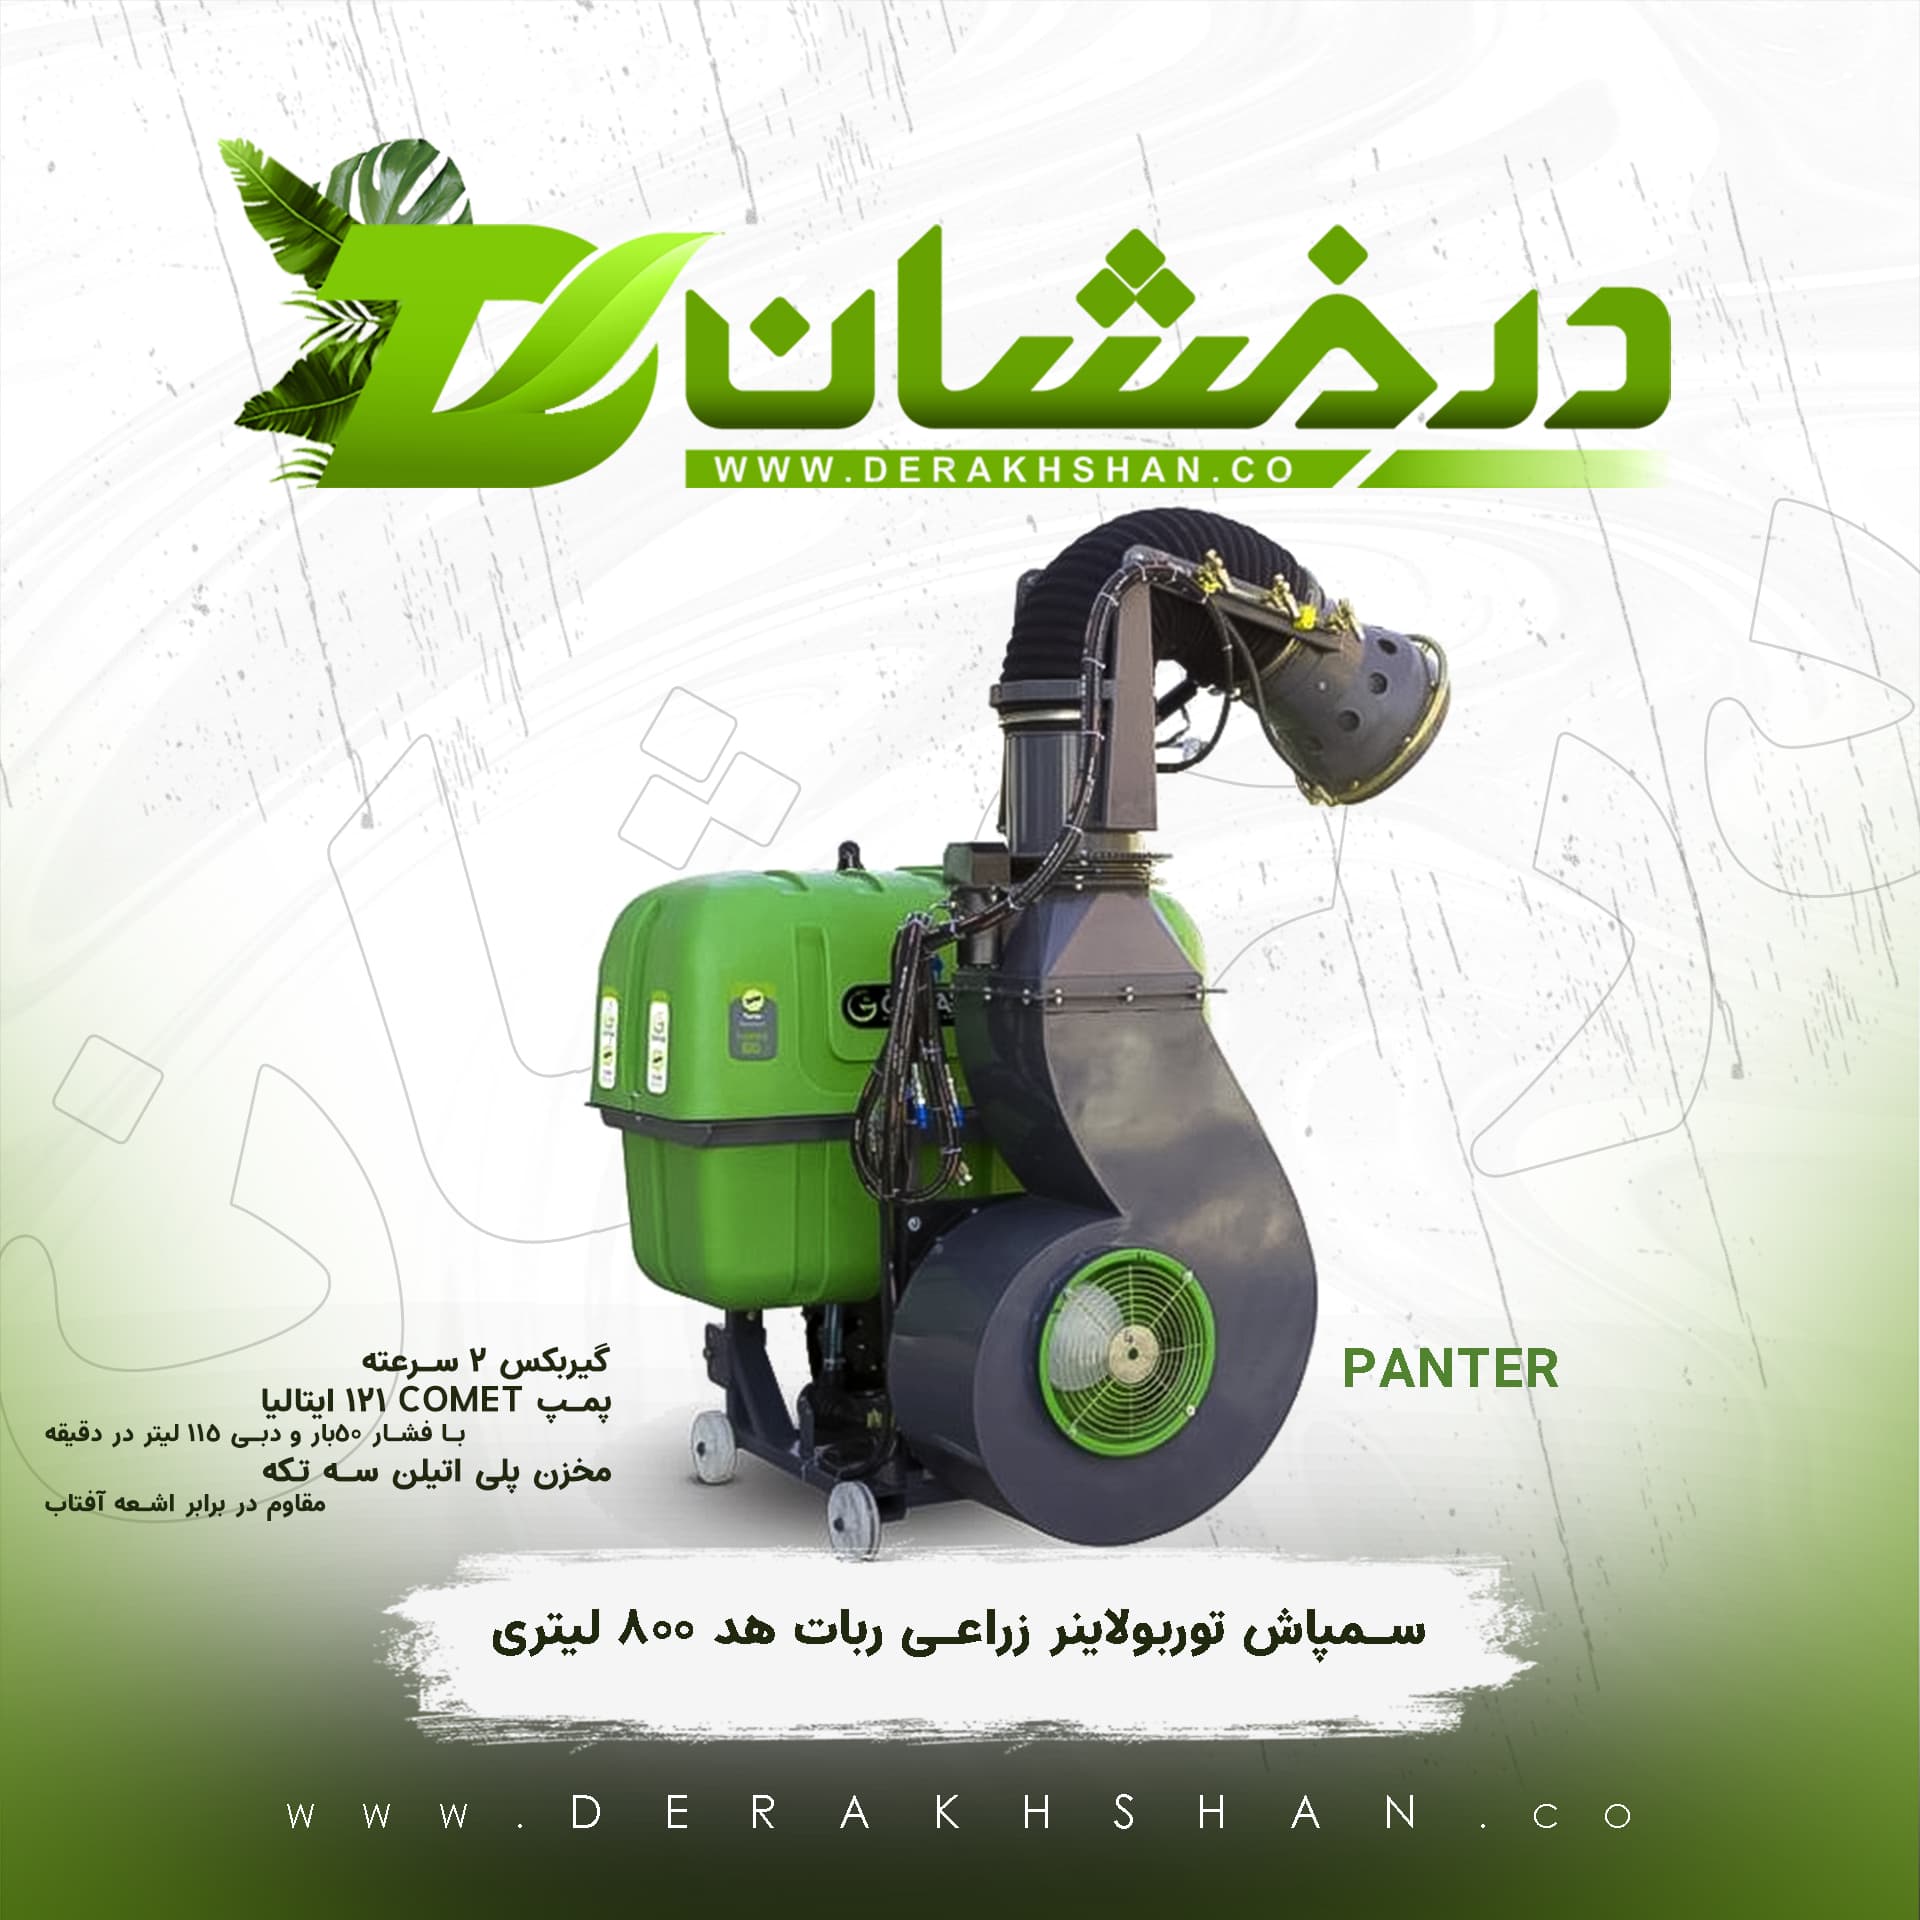 درخشان
WWW.DERAKHSHAN.CO
گیربکس ۲ سرعته
پمپ COMET ۱۲۱ ایتالیا
با فشار ۵۰بار و دبی ۱۱۵ لیتر در دقیقه
مخزن پلی اتیلن سه تکه
مقاوم در برابر اشعه آفتاب
PANTER
سمپاش توربولاینر زراعی ربات هد ۸۰۰ لیتری
www.DERAKHSHAN.co